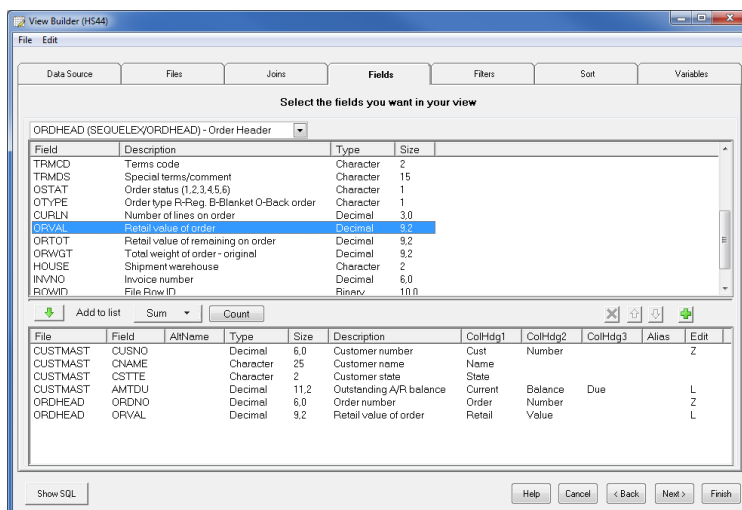 View Builder (HS44)
File Edit
Data Source Files Joins Fields Filters Sort Variables
Select the fields you want in your view
ORDHEAD (SEQUELEX/ORDHEAD) - Order Header
Field Description Type Size
TRMCD Terms code Character 2
TRMDS Special terms/comment Character 15
OSTAT Order status (1,2,3,4,5,6) Character 1
OTYPE Order type R-Reg. B-Blanket O-Back order Character 1
CURLN Number of lines on order Decimal 3,0
ORVAL Retail value of order Decimal 9,2
ORTOT Retail value of remaining on order Decimal 9,2
ORWGT Total weight of order - original Decimal 9,2
HOUSE Shipment warehouse Character 2
INVNO Invoice number Decimal 6,0
ROWID File Row ID Binary 10,0
Add to list Sum Count
File Field AltName Type Size Description ColHdg1 ColHdg2 ColHdg3 Alias Edit
CUSTMAST CUSNO Decimal 6,0 Customer number Cust Number Z
CUSTMAST CNAME Character 25 Customer name Name
CUSTMAST CSTTE Character 2 Customer state State
CUSTMAST AMTDU Decimal 11,2 Outstanding A/R balance Current Balance Due L
ORDHEAD ORDNO Decimal 6,0 Order number Order Number Z
ORDHEAD ORVAL Decimal 9,2 Retail value of order Retail Value L
Show SQL Help Cancel < Back Next > Finish